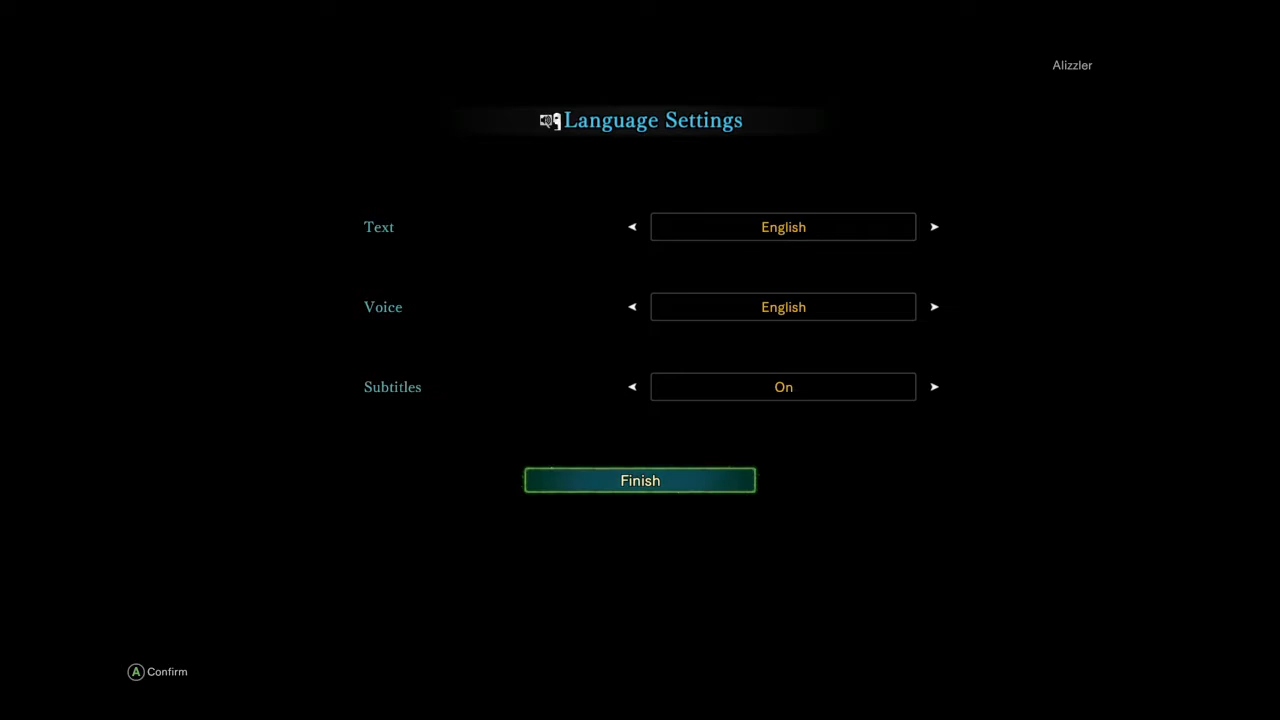 Alizzler
Language Settings
Text English
Voice English
Subtitles On
Finish
A Confirm